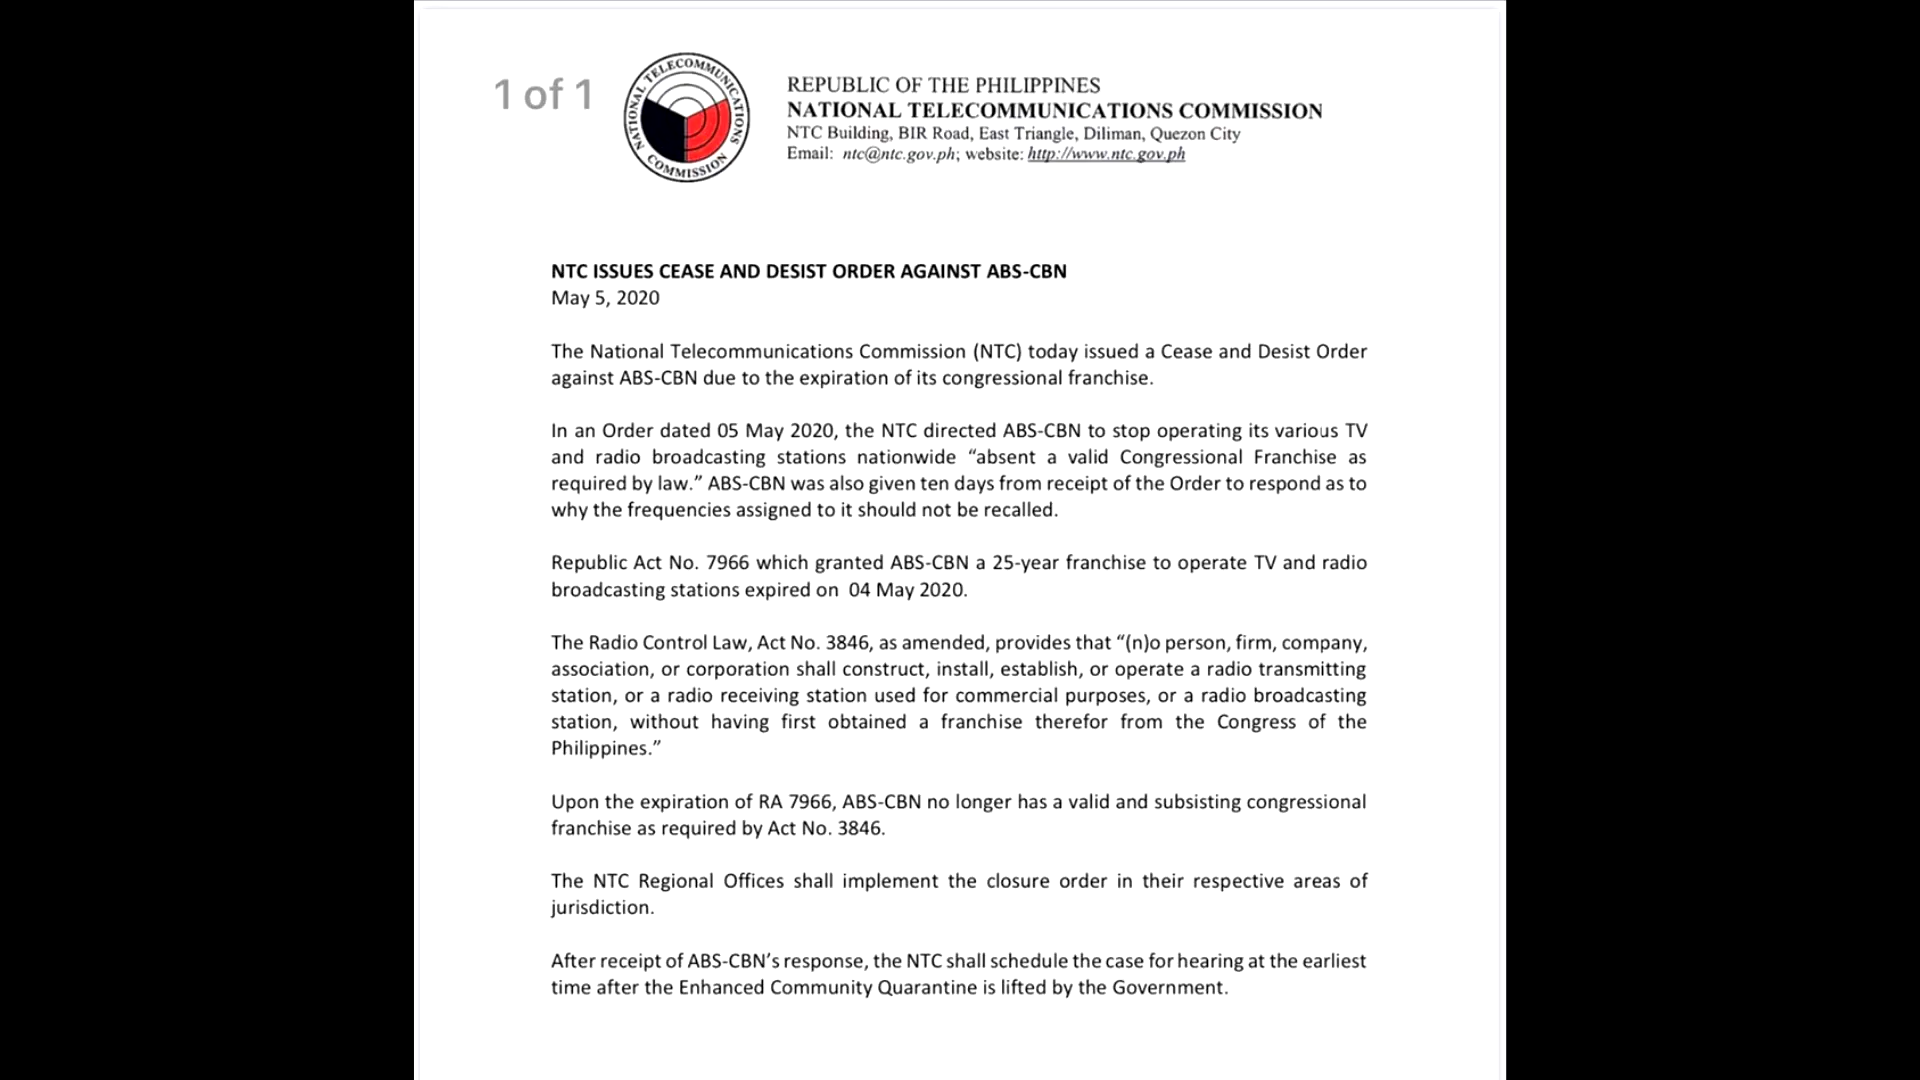 1 of 1
NATIONAL TELECOMMUNICATIONS COMMISSION
REPUBLIC OF THE PHILIPPINES
NATIONAL TELECOMMUNICATIONS COMMISSION
NTC Building, BIR Road, East Triangle, Diliman, Quezon City
Email: ntc@ntc.gov.ph; website: http://www.ntc.gov.ph
NTC ISSUES CEASE AND DESIST ORDER AGAINST ABS-CBN
May 5, 2020
The National Telecommunications Commission (NTC) today issued a Cease and Desist Order
against ABS-CBN due to the expiration of its congressional franchise.
In an Order dated 05 May 2020, the NTC directed ABS-CBN to stop operating its various TV
and radio broadcasting stations nationwide “absent a valid Congressional Franchise as
required by law.” ABS-CBN was also given ten days from receipt of the Order to respond as to
why the frequencies assigned to it should not be recalled.
Republic Act No. 7966 which granted ABS-CBN a 25-year franchise to operate TV and radio
broadcasting stations expired on 04 May 2020.
The Radio Control Law, Act No. 3846, as amended, provides that “(n)o person, firm, company,
association, or corporation shall construct, install, establish, or operate a radio transmitting
station, or a radio receiving station used for commercial purposes, or a radio broadcasting
station, without having first obtained a franchise therefor from the Congress of the
Philippines.”
Upon the expiration of RA 7966, ABS-CBN no longer has a valid and subsisting congressional
franchise as required by Act No. 3846.
The NTC Regional Offices shall implement the closure order in their respective areas of
jurisdiction.
After receipt of ABS-CBN’s response, the NTC shall schedule the case for hearing at the earliest
time after the Enhanced Community Quarantine is lifted by the Government.